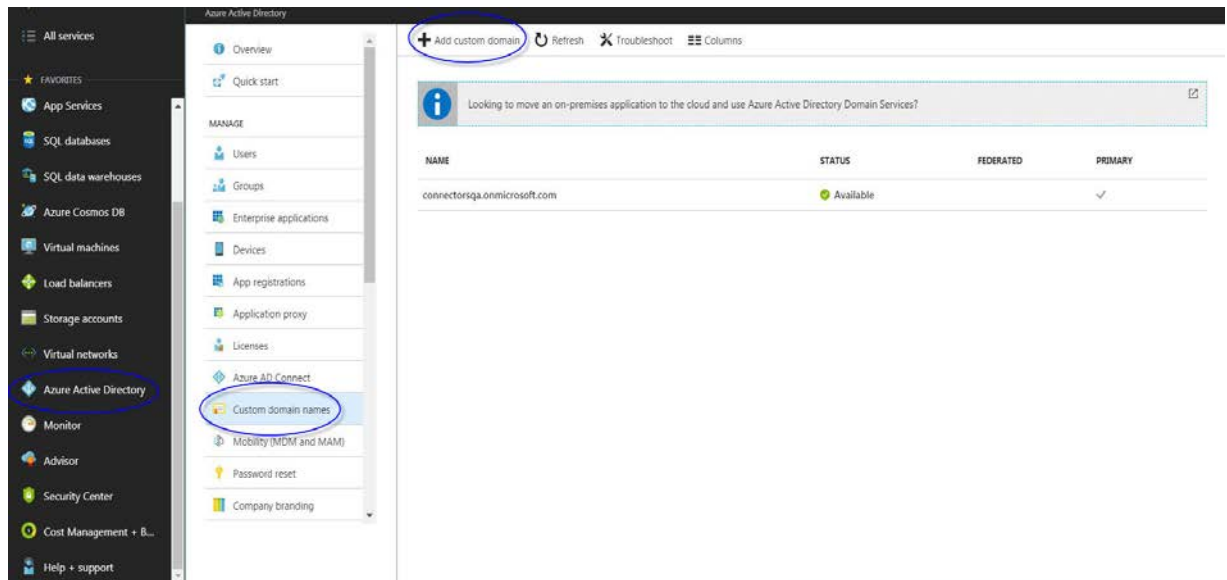 Azure Active Directory
All services
FAVORITES
App Services
SQL databases
SQL data warehouses
Azure Cosmos DB
Virtual machines
Load balancers
Storage accounts
Virtual networks
Azure Active Directory
Monitor
Advisor
Security Center
Cost Management + B...
Help + support
Overview
Quick start
MANAGE
Users
Groups
Enterprise applications
Devices
App registrations
Application proxy
Licenses
Azure AD Connect
Custom domain names
Mobility (MDM and MAM)
Password reset
Company branding
Add custom domain Refresh Troubleshoot Columns
Looking to move an on-premises application to the cloud and use Azure Active Directory Domain Services?
NAME STATUS FEDERATED PRIMARY
connectorsqa.onmicrosoft.com Available